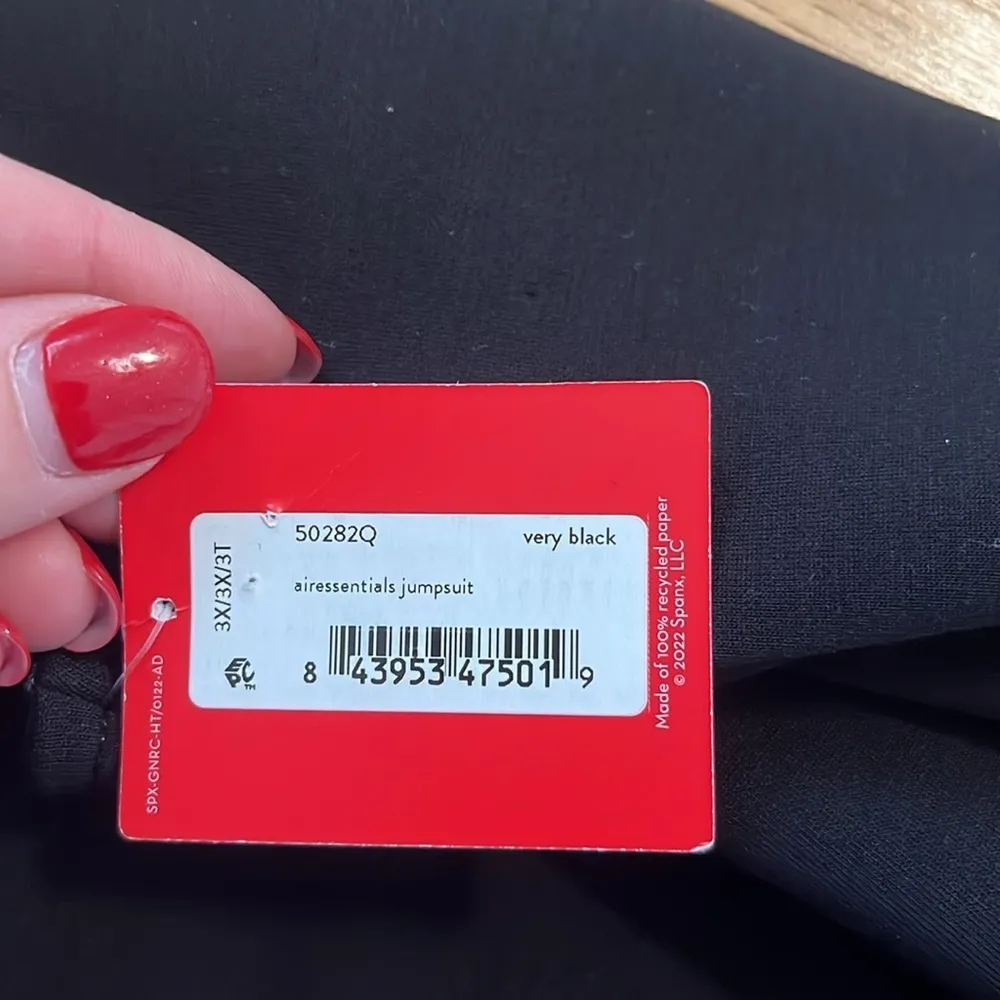 50282Q very black
airessentials jumpsuit
3X/3X/3T
EPC™
8 43953 47501 9
Made of 100% recycled paper
© 2022 Spanx, LLC
SPX-GNRC-HT/0122-AD